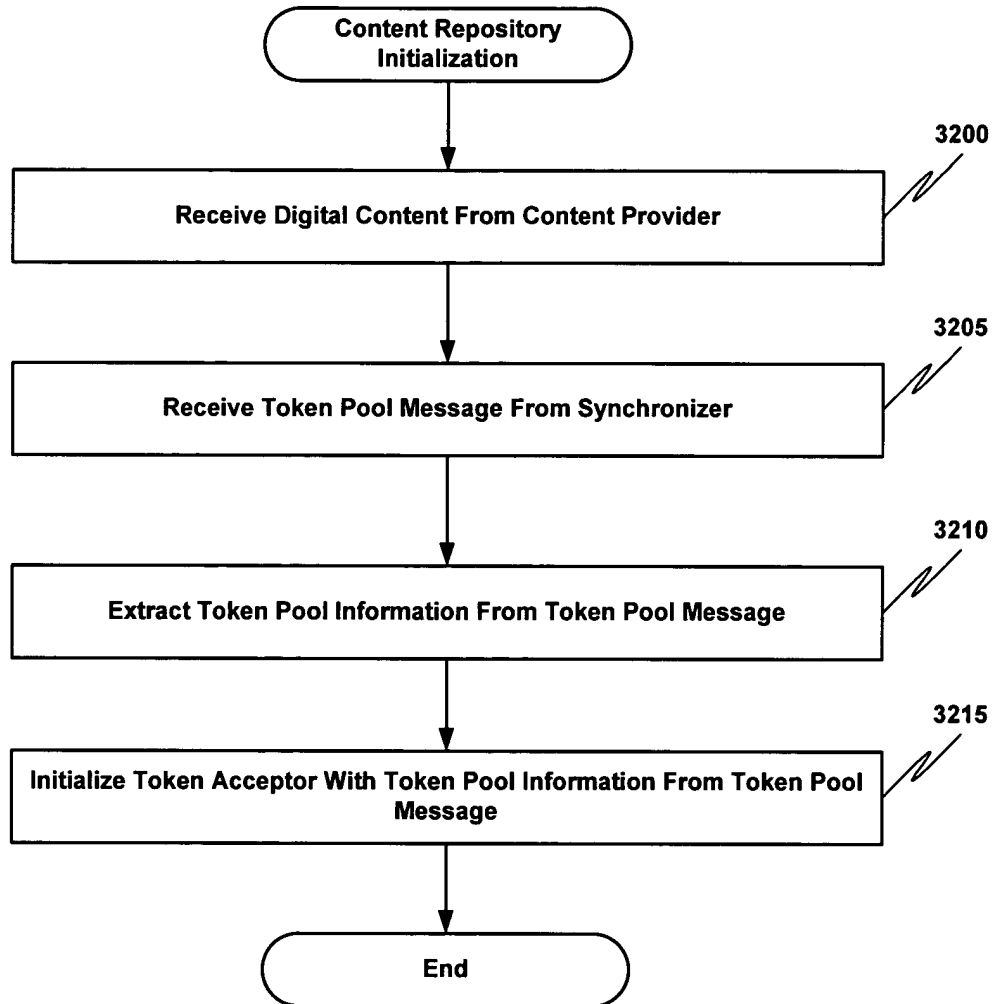 Content Repository
Initialization
3200
Receive Digital Content From Content Provider
3205
Receive Token Pool Message From Synchronizer
3210
Extract Token Pool Information From Token Pool Message
3215
Initialize Token Acceptor With Token Pool Information From Token Pool
Message
End